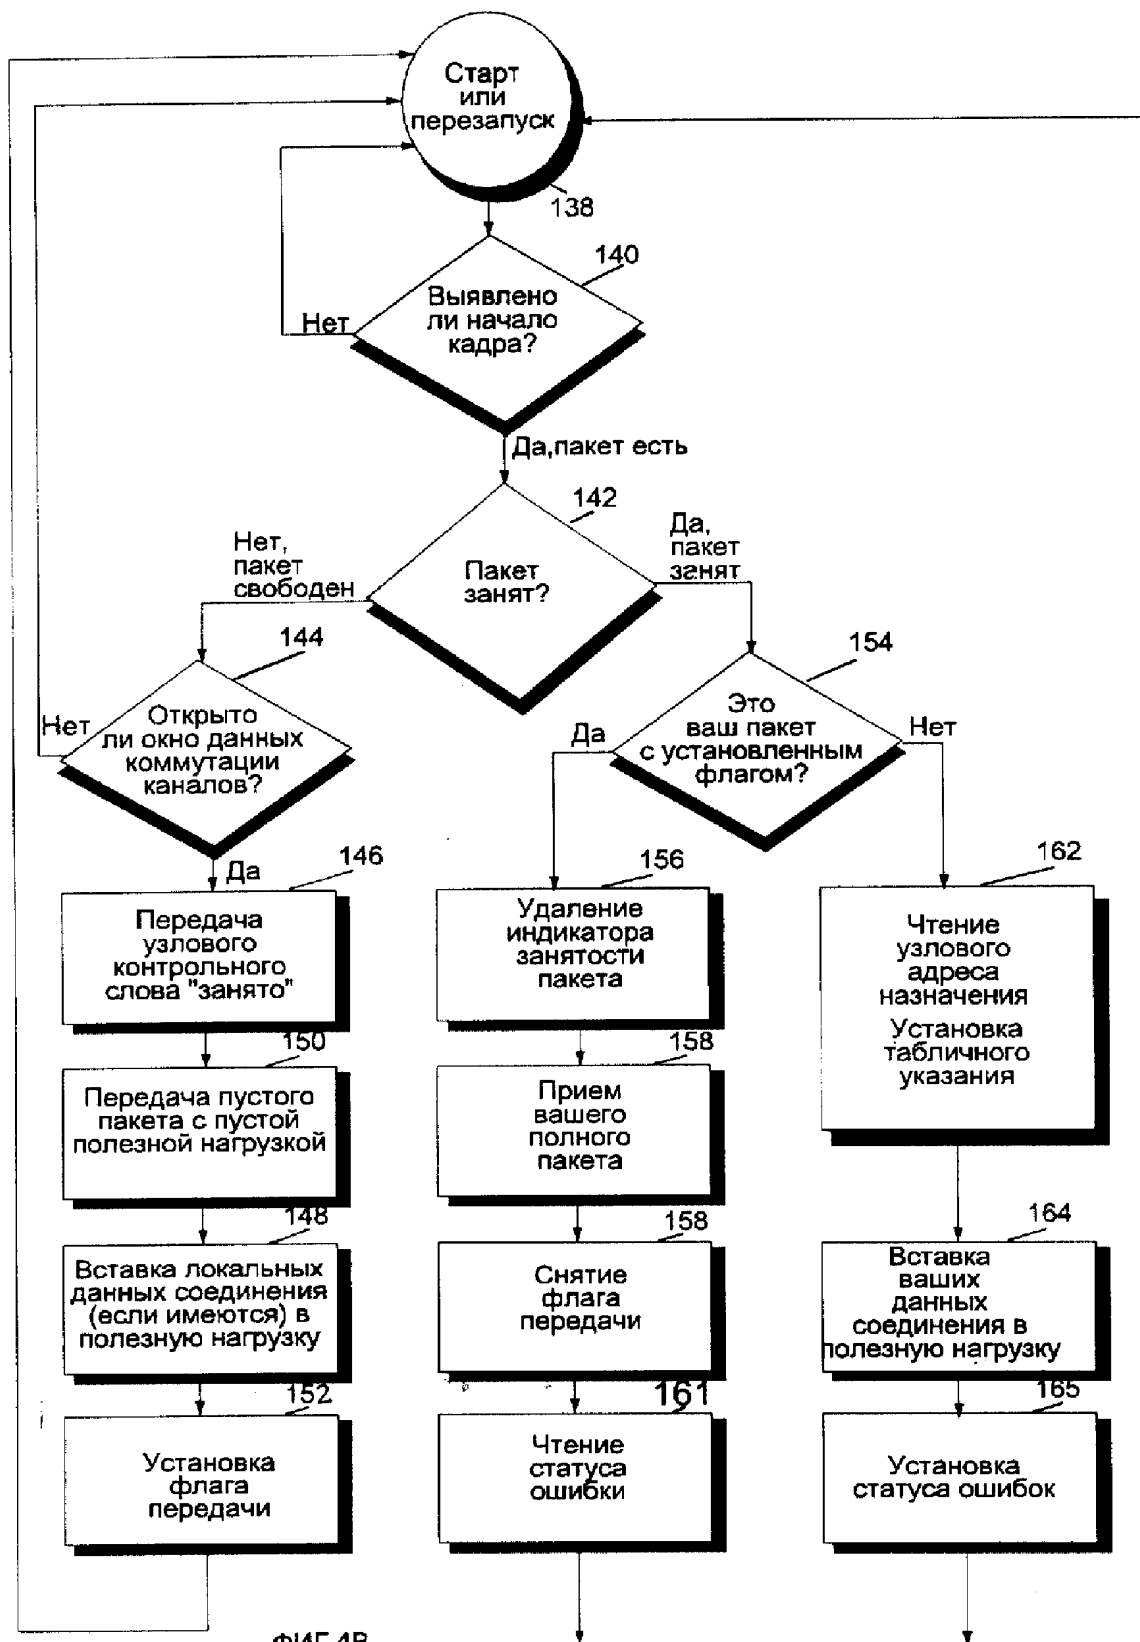 Старт
или
перезапуск
138
140
Выявлено
ли начало
кадра?
Нет
Да,пакет есть
142
Нет,
пакет
свободен
Пакет
занят?
Да,
пакет
занят
144
Открыто
ли окно данных
коммутации
каналов?
Нет
Да
154
Это
ваш пакет
с установленным
флагом?
Да
Нет
146
Передача
узлового
контрольного
слова "занято"
150
Передача пустого
пакета с пустой
полезной нагрузкой
148
Вставка локальных
данных соединения
(если имеются) в
полезную нагрузку
152
Установка
флага
передачи
156
Удаление
индикатора
занятости
пакета
158
Прием
вашего
полного
пакета
158
Снятие
флага
передачи
161
Чтение
статуса
ошибки
162
Чтение
узлового
адреса
назначения
Установка
табличного
указания
164
Вставка
ваших
данных
соединения в
полезную нагрузку
165
Установка
статуса ошибок
ФИГ.4В